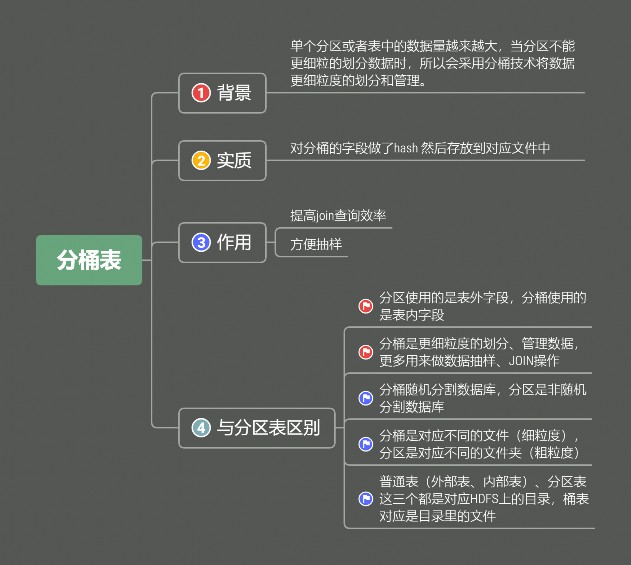 分桶表
1 背景
单个分区或者表中的数据量越来越大，当分区不能
更细粒的划分数据时，所以会采用分桶技术将数据
更细粒度的划分和管理。
2 实质
对分桶的字段做了hash 然后存放到对应文件中
3 作用
提高join查询效率
方便抽样
4 与分区表区别
分区使用的是表外字段，分桶使用的
是表内字段
分桶是更细粒度的划分、管理数据，
更多用来做数据抽样、JOIN操作
分桶随机分割数据库，分区是非随机
分割数据库
分桶是对应不同的文件（细粒度），
分区是对应不同的文件夹（粗粒度）
普通表（外部表、内部表）、分区表
这三个都是对应HDFS上的目录，桶表
对应是目录里的文件